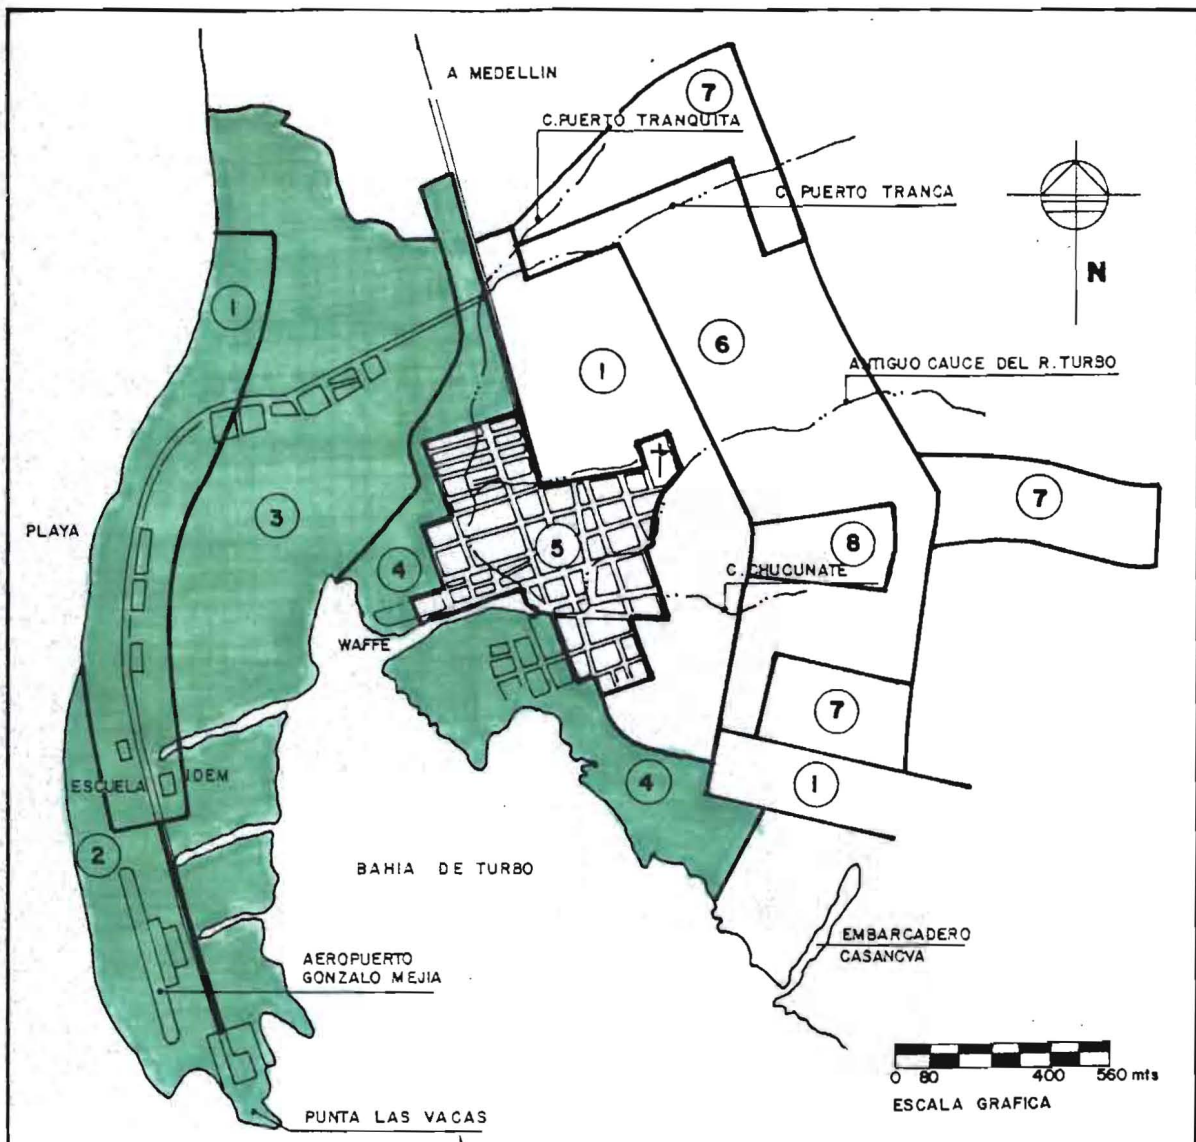 A MEDELLIN
7
C.PUERTO TRANQUITA
C. PUERTO TRANCA
N
1
6
1
ANTIGUO CAUCE DEL R. TURBO
PLAYA
3
5
7
8
4
C. CHUCUNATE
WAFFE
7
4
1
ESCUELA
IDEM
2
BAHIA DE TURBO
AEROPUERTO
GONZALO MEJIA
EMBARCADERO
CASANOVA
0 80 400 560 mts
ESCALA GRAFICA
PUNTA LAS VACAS